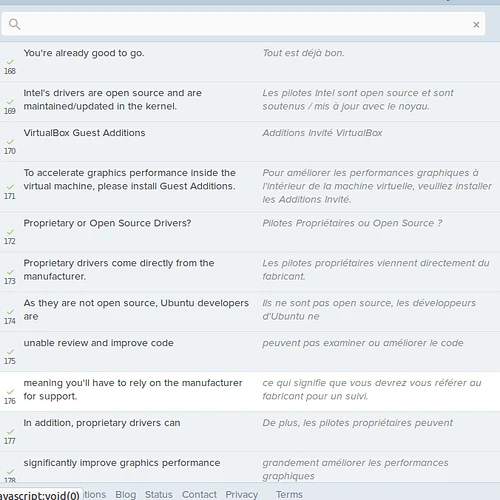 You're already good to go. Tout est déjà bon.
168
Intel's drivers are open source and are Les pilotes Intel sont open source et sont
maintained/updated in the kernel. soutenus / mis à jour avec le noyau.
169
VirtualBox Guest Additions Additions Invité VirtualBox
170
To accelerate graphics performance inside the Pour améliorer les performances graphiques à
virtual machine, please install Guest Additions. l'intérieur de la machine virtuelle, veuillez installer
les Additions Invité.
171
Proprietary or Open Source Drivers? Pilotes Propriétaires ou Open Source ?
172
Proprietary drivers come directly from the Les pilotes propriétaires viennent directement du
manufacturer. fabricant.
173
As they are not open source, Ubuntu developers Ils ne sont pas open source, les développeurs
are d'Ubuntu ne
174
unable review and improve code peuvent pas examiner ou améliorer le code
175
meaning you'll have to rely on the manufacturer ce qui signifie que vous devrez vous référer au
for support. fabricant pour un suivi.
176
In addition, proprietary drivers can De plus, les pilotes propriétaires peuvent
177
significantly improve graphics performance grandement améliorer les performances
graphiques
178
avascript:void(0) tions Blog Status Contact Privacy Terms